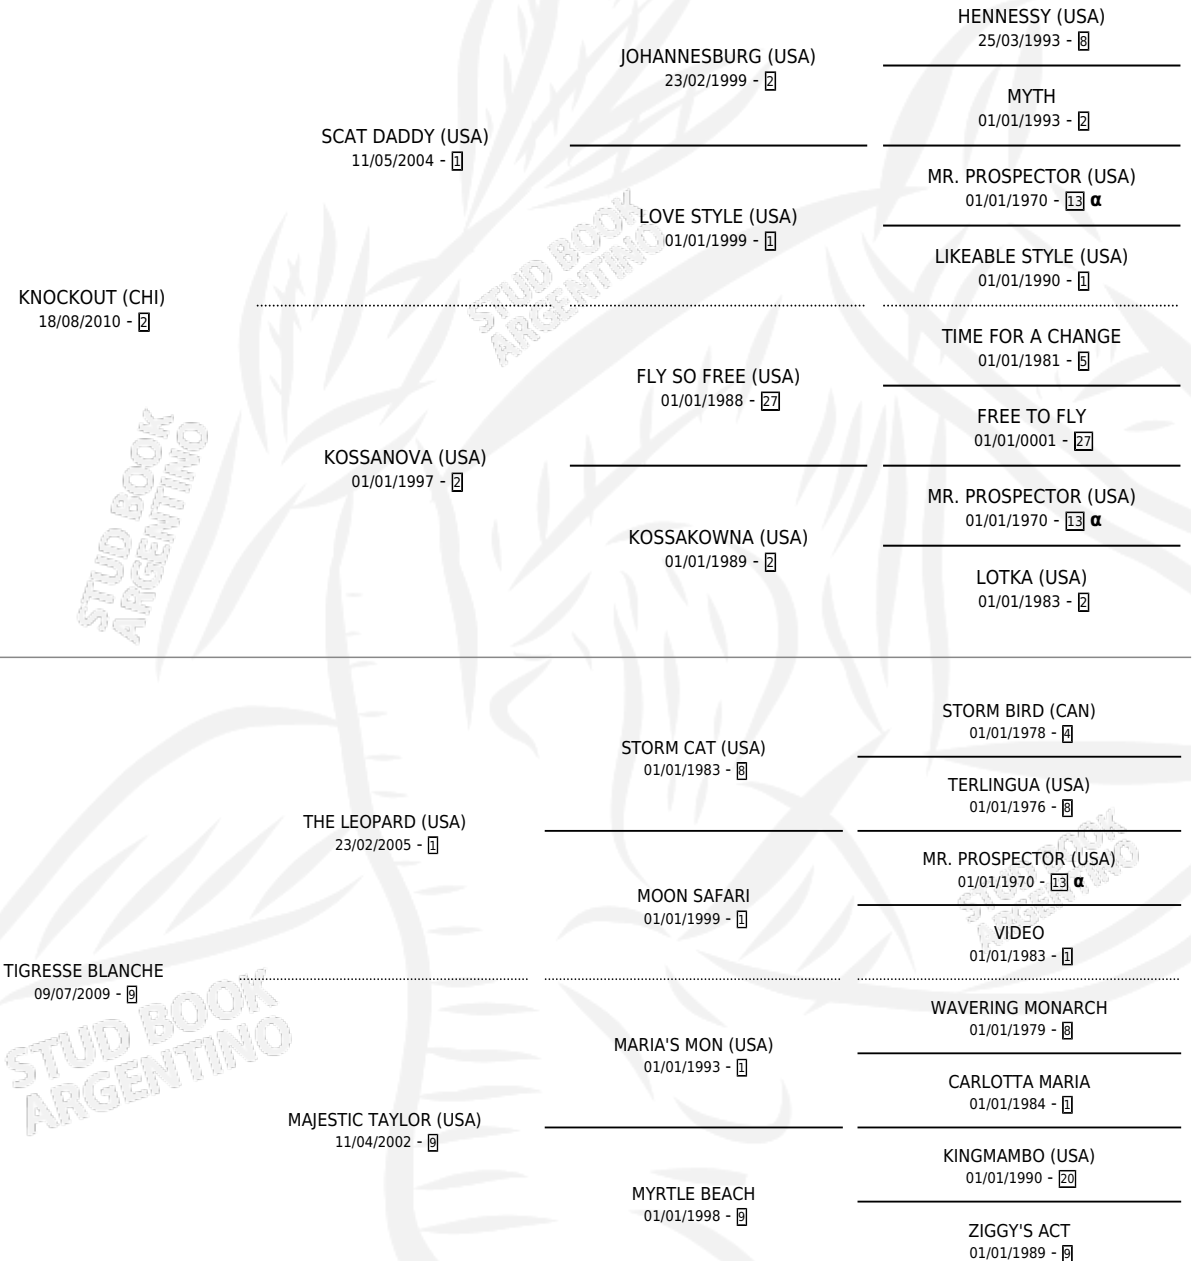 HENNESSY (USA)
25/03/1993 - 8
JOHANNESBURG (USA)
23/02/1999 - 2
MYTH
01/01/1993 - 2
SCAT DADDY (USA)
11/05/2004 - 1
MR. PROSPECTOR (USA)
01/01/1970 - 13 α
LOVE STYLE (USA)
01/01/1999 - 1
LIKEABLE STYLE (USA)
01/01/1990 - 1
KNOCKOUT (CHI)
18/08/2010 - 2
TIME FOR A CHANGE
01/01/1981 - 5
FLY SO FREE (USA)
01/01/1988 - 27
FREE TO FLY
01/01/0001 - 27
KOSSANOVA (USA)
01/01/1997 - 2
MR. PROSPECTOR (USA)
01/01/1970 - 13 α
KOSSAKOWNA (USA)
01/01/1989 - 2
LOTKA (USA)
01/01/1983 - 2
STORM BIRD (CAN)
01/01/1978 - 4
STORM CAT (USA)
01/01/1983 - 8
TERLINGUA (USA)
01/01/1976 - 8
THE LEOPARD (USA)
23/02/2005 - 1
MR. PROSPECTOR (USA)
01/01/1970 - 13 α
MOON SAFARI
01/01/1999 - 1
VIDEO
01/01/1983 - 1
TIGRESSE BLANCHE
09/07/2009 - 9
WAVERING MONARCH
01/01/1979 - 8
MARIA'S MON (USA)
01/01/1993 - 1
CARLOTTA MARIA
01/01/1984 - 1
MAJESTIC TAYLOR (USA)
11/04/2002 - 9
KINGMAMBO (USA)
01/01/1990 - 20
MYRTLE BEACH
01/01/1998 - 9
ZIGGY'S ACT
01/01/1989 - 9
STUD BOOK
ARGENTINO
STUD BOOK
ARGENTINO
STUD BOOK
ARGENTINO
STUD BOOK
ARGENTINO